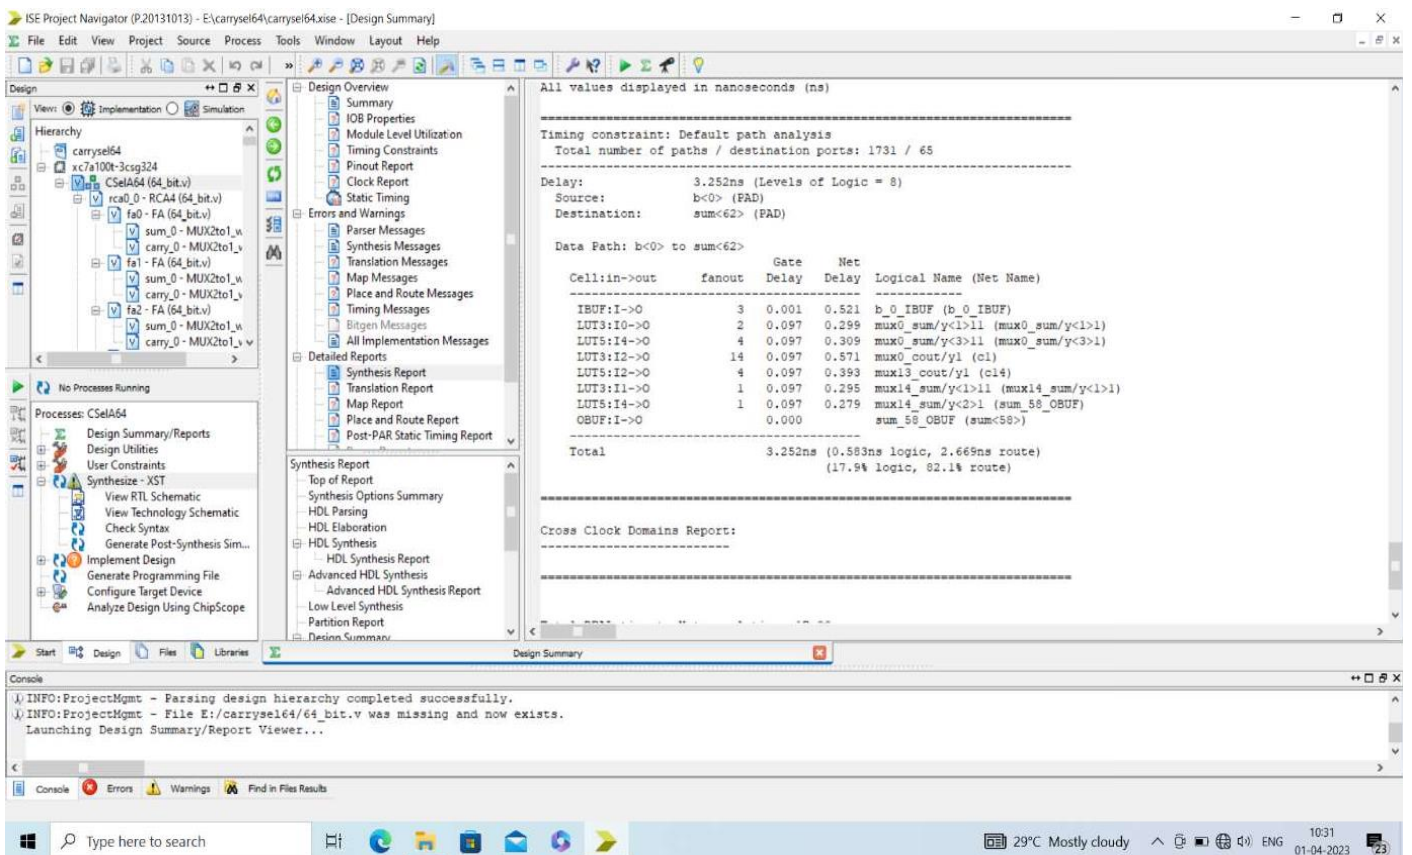 ISE Project Navigator (P.20131013) - E:\carrysel64\carrysel64.xise - [Design Summary]
File Edit View Project Source Process Tools Window Layout Help
Design
View: Implementation Simulation
Hierarchy
carrysel64
xc7a100t-3csg324
CSelA64 (64_bit.v)
rca0_0 - RCA4 (64_bit.v)
fa0 - FA (64_bit.v)
sum_0 - MUX2to1_w
carry_0 - MUX2to1_v
fa1 - FA (64_bit.v)
sum_0 - MUX2to1_w
carry_0 - MUX2to1_v
fa2 - FA (64_bit.v)
sum_0 - MUX2to1_w
carry_0 - MUX2to1_v
No Processes Running
Processes: CSelA64
Design Summary/Reports
Design Utilities
User Constraints
Synthesize - XST
View RTL Schematic
View Technology Schematic
Check Syntax
Generate Post-Synthesis Sim...
Implement Design
Generate Programming File
Configure Target Device
Analyze Design Using ChipScope
Start Design Files Libraries
Design Overview
Summary
IOB Properties
Module Level Utilization
Timing Constraints
Pinout Report
Clock Report
Static Timing
Errors and Warnings
Parser Messages
Synthesis Messages
Translation Messages
Map Messages
Place and Route Messages
Timing Messages
Bitgen Messages
All Implementation Messages
Detailed Reports
Synthesis Report
Translation Report
Map Report
Place and Route Report
Post-PAR Static Timing Report
Synthesis Report
Top of Report
Synthesis Options Summary
HDL Parsing
HDL Elaboration
HDL Synthesis
HDL Synthesis Report
Advanced HDL Synthesis
Advanced HDL Synthesis Report
Low Level Synthesis
Partition Report
Design Summary
All values displayed in nanoseconds (ns)
Timing constraint: Default path analysis
Total number of paths / destination ports: 1731 / 65
Delay: 3.252ns (Levels of Logic = 8)
Source: b<0> (PAD)
Destination: sum<62> (PAD)
Data Path: b<0> to sum<62>
Gate Net
Cell:in->out fanout Delay Delay Logical Name (Net Name)
IBUF:I->O 3 0.001 0.521 b_0_IBUF (b_0_IBUF)
LUT3:I0->O 2 0.097 0.299 mux0_sum/y<1>11 (mux0_sum/y<1>1)
LUT5:I4->O 4 0.097 0.309 mux0_sum/y<3>11 (mux0_sum/y<3>1)
LUT3:I2->O 14 0.097 0.571 mux0_cout/y1 (c1)
LUT5:I2->O 4 0.097 0.393 mux13_cout/y1 (c14)
LUT3:I1->O 1 0.097 0.295 mux14_sum/y<1>11 (mux14_sum/y<1>1)
LUT5:I4->O 1 0.097 0.279 mux14_sum/y<2>1 (sum_58_OBUF)
OBUF:I->O 0.000 sum_58_OBUF (sum<58>)
Total 3.252ns (0.583ns logic, 2.669ns route)
(17.9% logic, 82.1% route)
Cross Clock Domains Report:
Design Summary
Console
INFO:ProjectMgmt - Parsing design hierarchy completed successfully.
INFO:ProjectMgmt - File E:/carrysel64/64_bit.v was missing and now exists.
Launching Design Summary/Report Viewer...
Console Errors Warnings Find in Files Results
Type here to search
29°C Mostly cloudy
ENG
10:31
01-04-2023
23